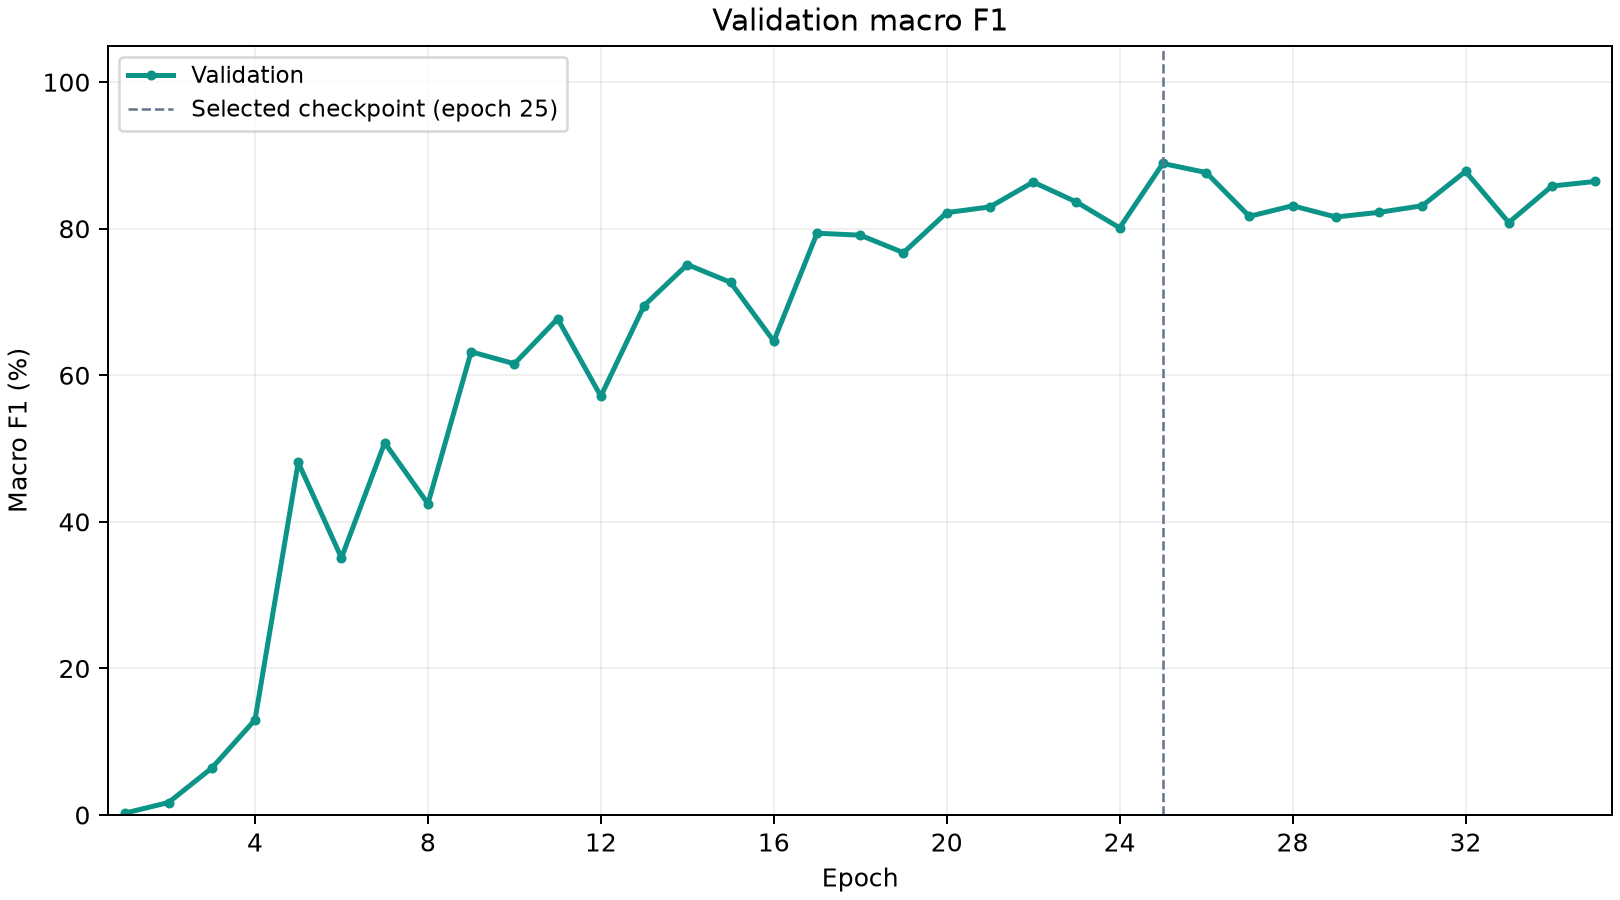 Validation macro F1
Validation
Selected checkpoint (epoch 25)
Macro F1 (%)
100
80
60
40
20
0
4 8 12 16 20 24 28 32
Epoch